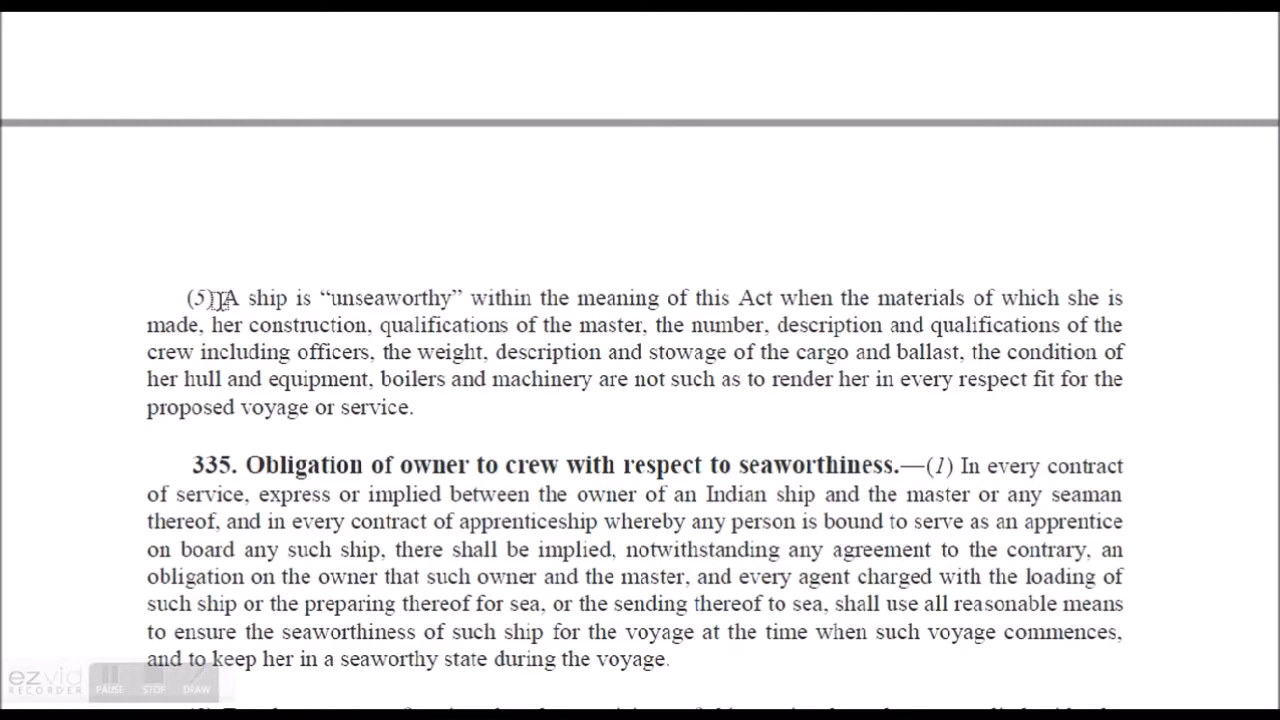 (5) A ship is “unseaworthy” within the meaning of this Act when the materials of which she is
made, her construction, qualifications of the master, the number, description and qualifications of the
crew including officers, the weight, description and stowage of the cargo and ballast, the condition of
her hull and equipment, boilers and machinery are not such as to render her in every respect fit for the
proposed voyage or service.
335. Obligation of owner to crew with respect to seaworthiness.—(1) In every contract
of service, express or implied between the owner of an Indian ship and the master or any seaman
thereof, and in every contract of apprenticeship whereby any person is bound to serve as an apprentice
on board any such ship, there shall be implied, notwithstanding any agreement to the contrary, an
obligation on the owner that such owner and the master, and every agent charged with the loading of
such ship or the preparing thereof for sea, or the sending thereof to sea, shall use all reasonable means
to ensure the seaworthiness of such ship for the voyage at the time when such voyage commences,
and to keep her in a seaworthy state during the voyage.
ezvid
RECORDER
PAUSE STOP DRAW